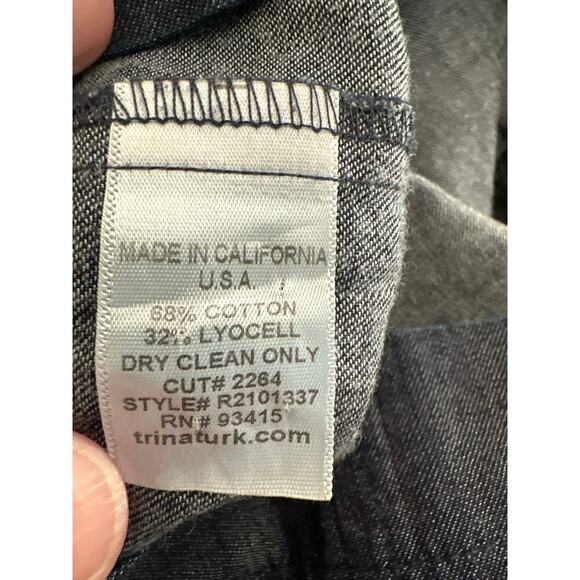 MADE IN CALIFORNIA
U.S.A.
68% COTTON
32% LYOCELL
DRY CLEAN ONLY
CUT# 2264
STYLE# R2101337
RN# 93415
trinaturk.com